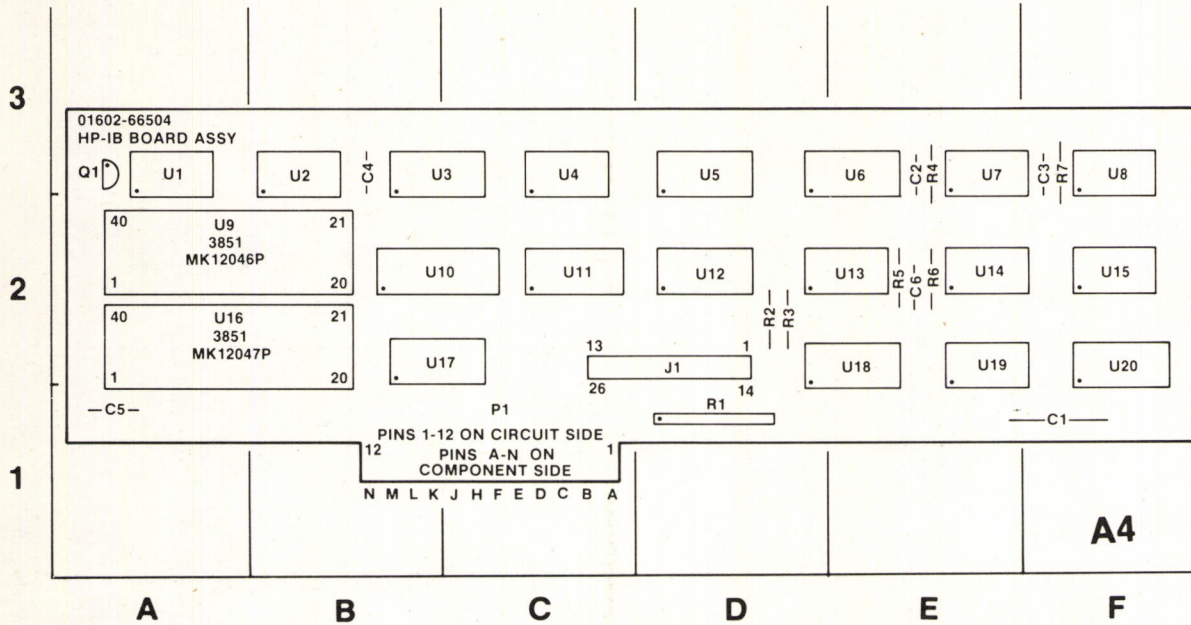 3
01602-66504
HP-IB BOARD ASSY
Q1 U1 U2 -C4- U3 U4 U5 U6 -C2- R4 U7 -C3- R7 U8
40 U9 21
3851
MK12046P
1 20
U10 U11 U12 U13 R5 C6 R6 U14 U15
2
40 U16 21
3851
MK12047P
1 20
U17
R2 R3
13 1
J1
26 14
U18 U19 U20
-C5-
P1
R1
C1
PINS 1-12 ON CIRCUIT SIDE
12 PINS A-N ON 1
COMPONENT SIDE
1
N M L K J H F E D C B A
A4
A B C D E F